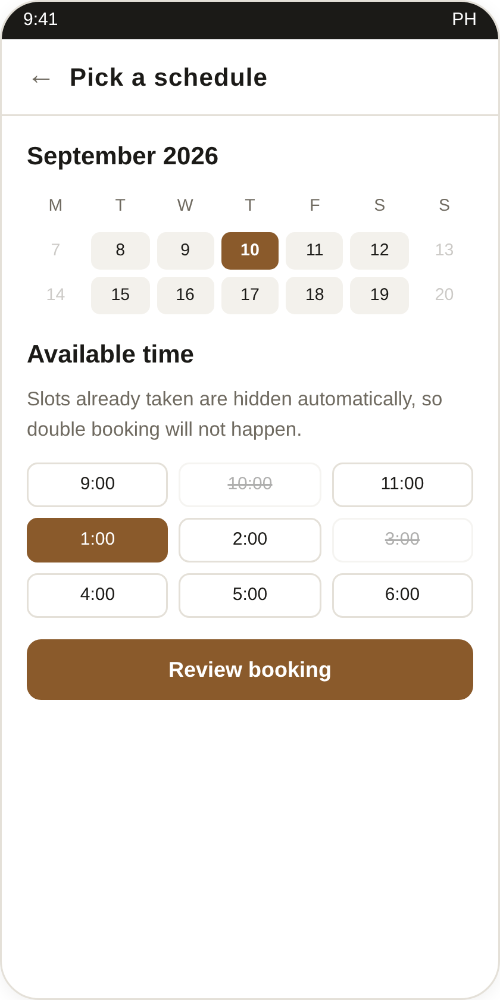 9:41 PH
← Pick a schedule
September 2026
M T W T F S S
7 8 9 10 11 12 13
14 15 16 17 18 19 20
Available time
Slots already taken are hidden automatically, so
double booking will not happen.
9:00 10:00 11:00
1:00 2:00 3:00
4:00 5:00 6:00
Review booking